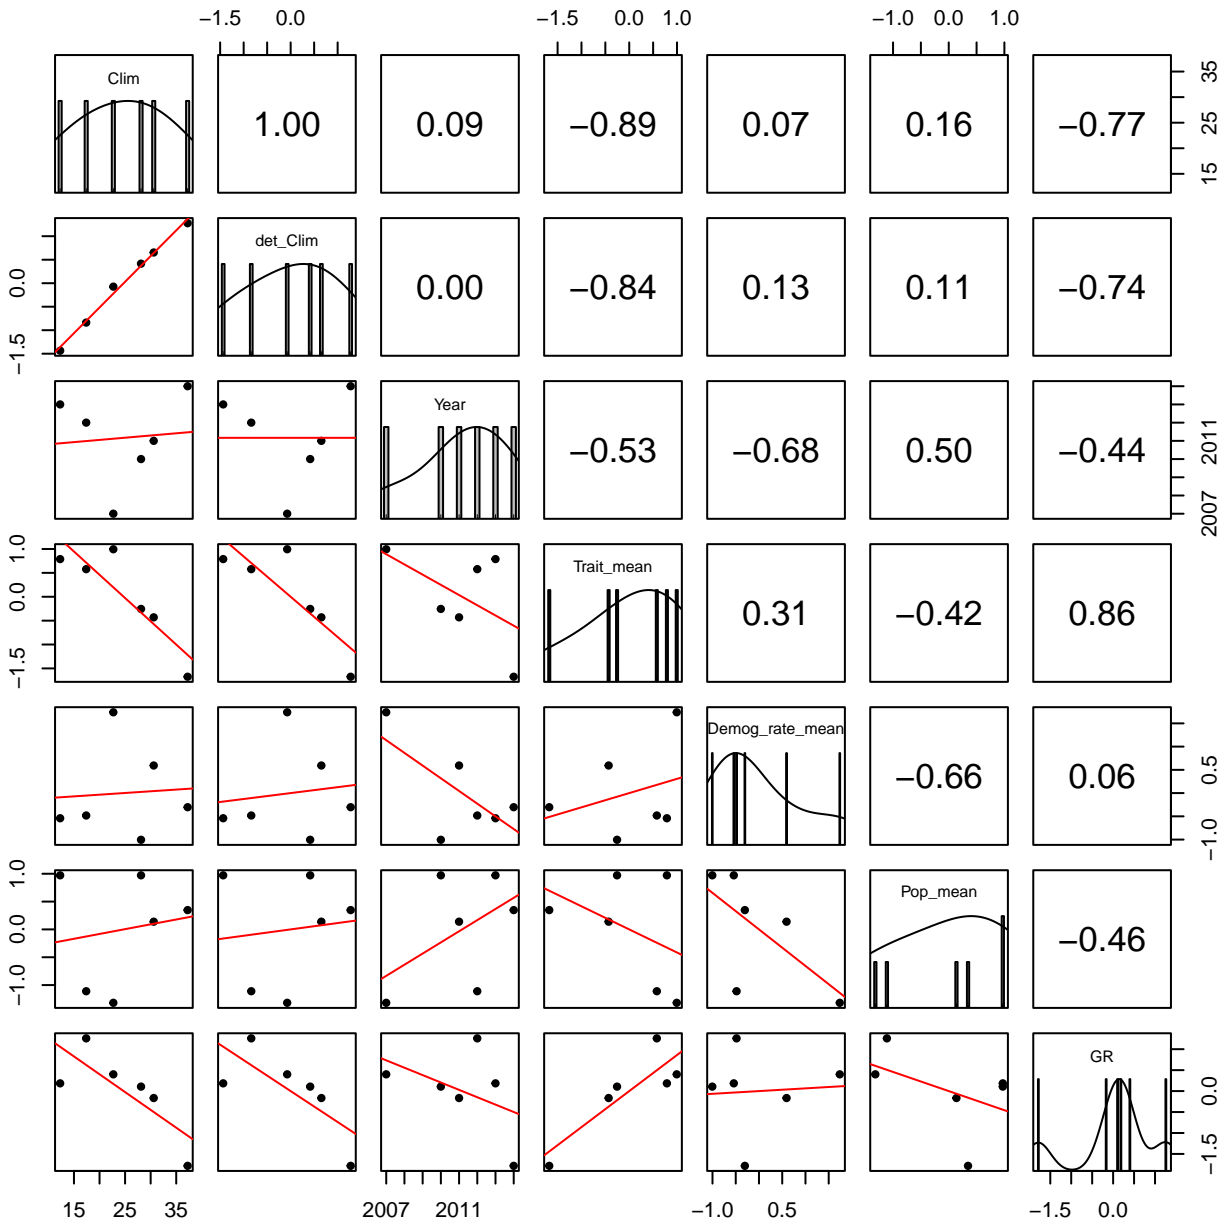 −1.5 0.0 −1.5 0.0 1.0 −1.0 0.0 1.0
Clim 1.00 0.09 −0.89 0.07 0.16 −0.77 15 25 35
−1.5 0.0 det_Clim 0.00 −0.84 0.13 0.11 −0.74
Year −0.53 −0.68 0.50 −0.44 2007 2011
−1.5 0.0 1.0 Trait_mean 0.31 −0.42 0.86
Demog_rate_mean −0.66 0.06 −1.0 0.5
−1.0 0.0 1.0 Pop_mean −0.46
GR −1.5 0.0
15 25 35 2007 2011 −1.0 0.5 −1.5 0.0